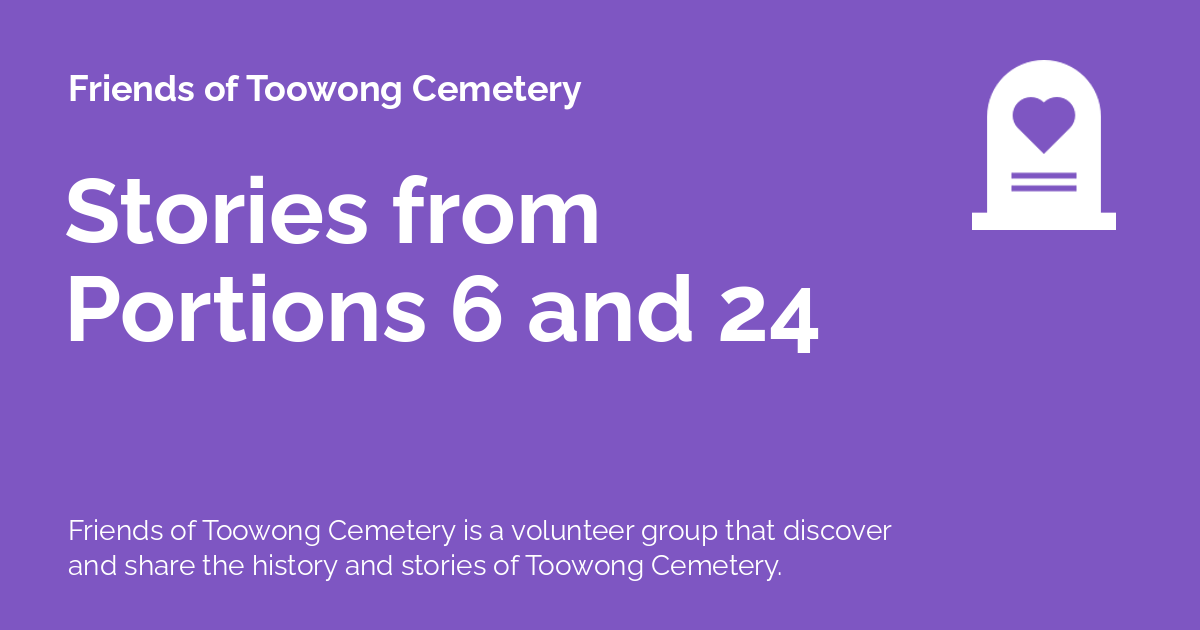 Friends of Toowong Cemetery
Stories from
Portions 6 and 24
Friends of Toowong Cemetery is a volunteer group that discover
and share the history and stories of Toowong Cemetery.